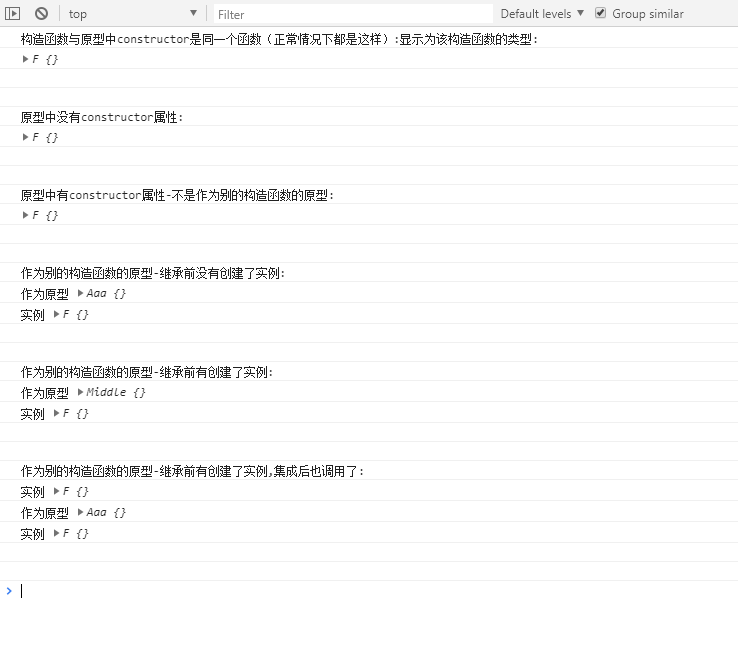 top
Filter
Default levels
Group similar
构造函数与原型中constructor是同一个函数（正常情况下都是这样）:显示为该构造函数的类型:
F {}
原型中没有constructor属性:
F {}
原型中有constructor属性-不是作为别的构造函数的原型:
F {}
作为别的构造函数的原型-继承前没有创建了实例:
作为原型 Aaa {}
实例 F {}
作为别的构造函数的原型-继承前有创建了实例:
作为原型 Middle {}
实例 F {}
作为别的构造函数的原型-继承前有创建了实例,集成后也调用了:
实例 F {}
作为原型 Aaa {}
实例 F {}